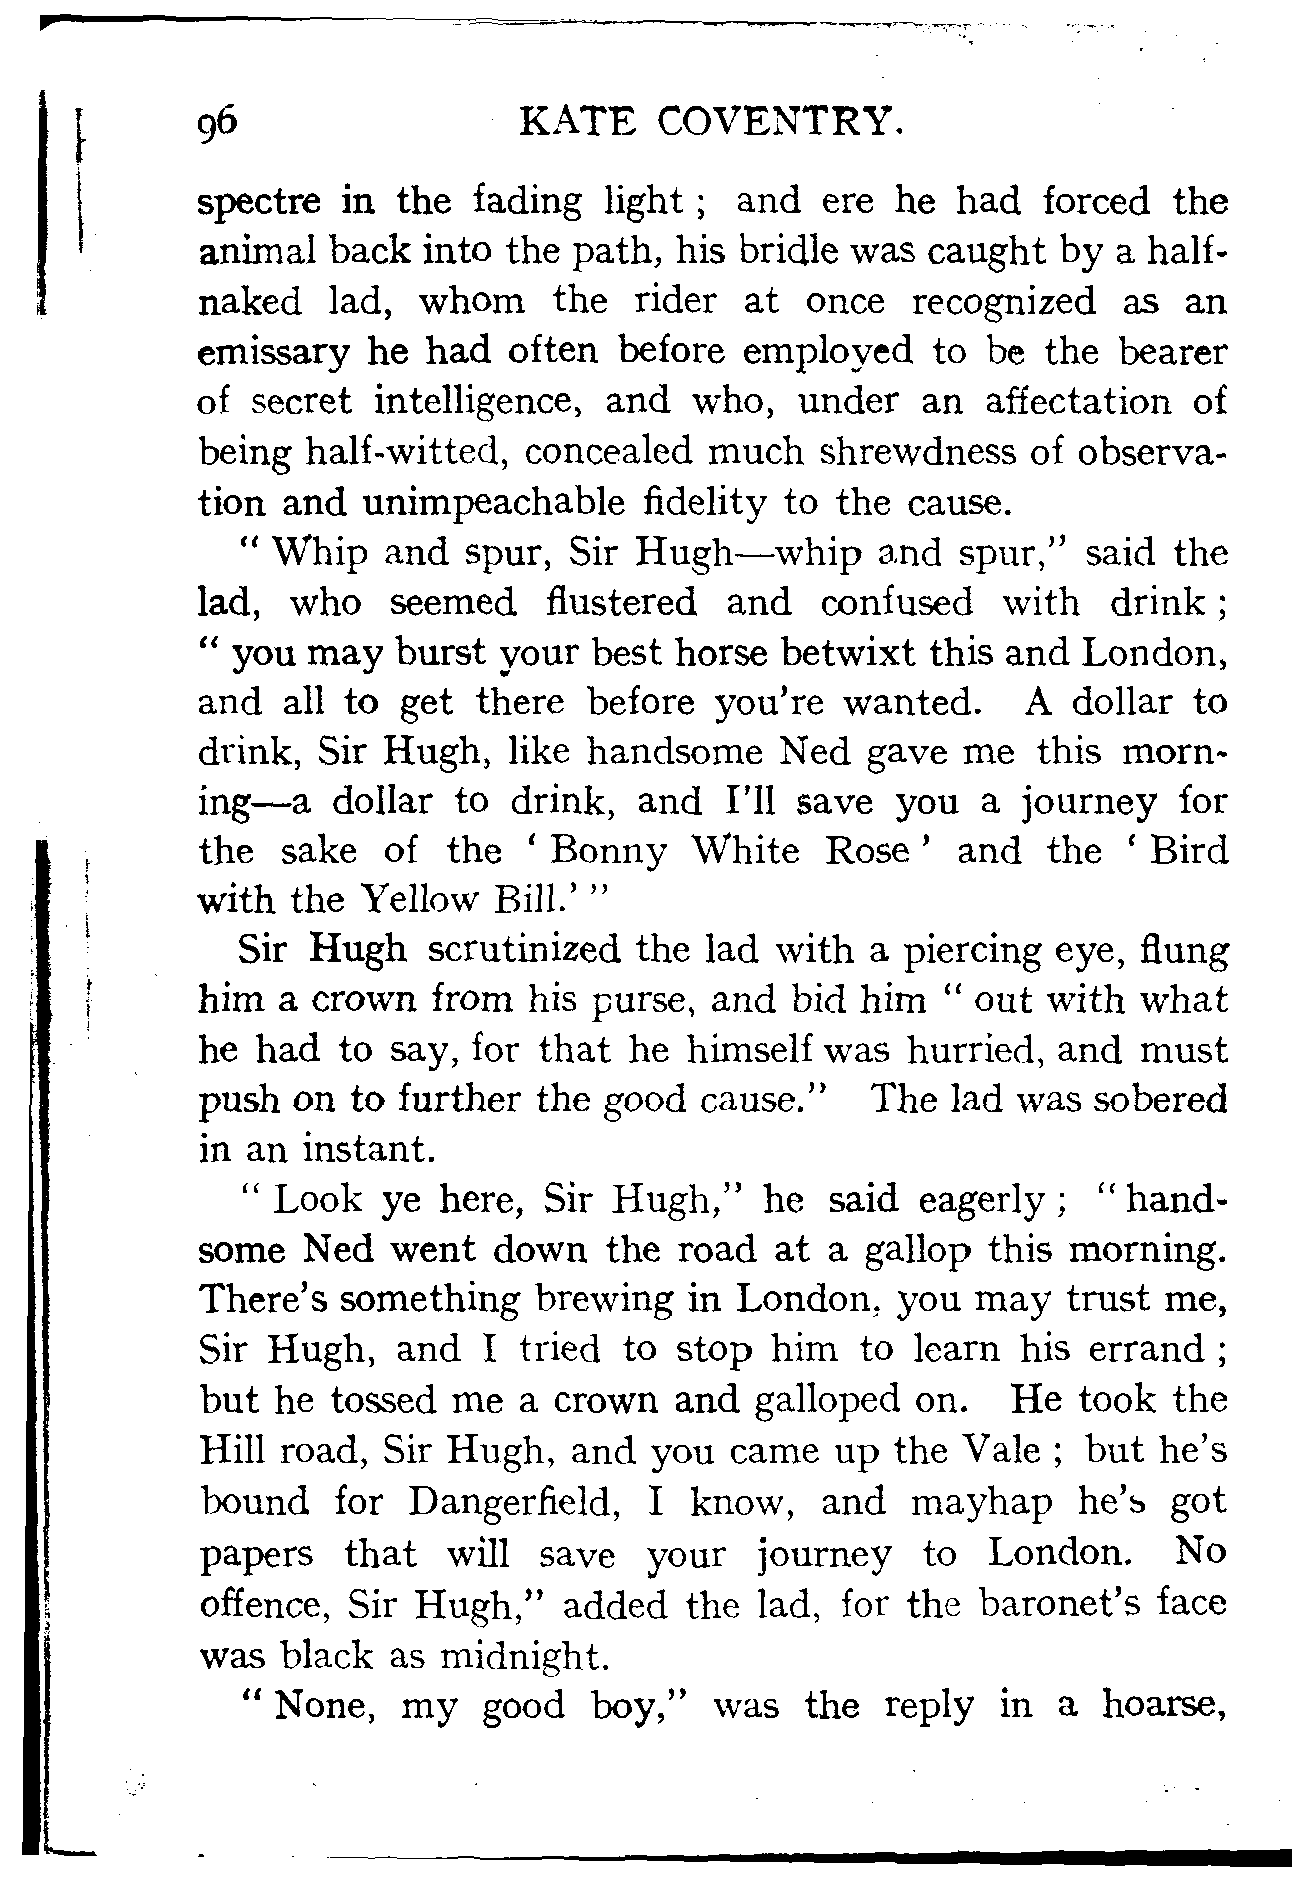 96 KATE COVENTRY.
spectre in the fading light ; and ere he had forced the
animal back into the path, his bridle was caught by a half-
naked lad, whom the rider at once recognized as an
emissary he had often before employed to be the bearer
of secret intelligence, and who, under an affectation of
being half-witted, concealed much shrewdness of observa-
tion and unimpeachable fidelity to the cause.
" Whip and spur, Sir Hugh—whip and spur," said the
lad, who seemed flustered and confused with drink ;
" you may burst your best horse betwixt this and London,
and all to get there before you're wanted. A dollar to
drink, Sir Hugh, like handsome Ned gave me this morn-
ing—a dollar to drink, and I'll save you a journey for
the sake of the ' Bonny White Rose ' and the ' Bird
with the Yellow Bill.' "
Sir Hugh scrutinized the lad with a piercing eye, flung
him a crown from his purse, and bid him " out with what
he had to say, for that he himself was hurried, and must
push on to further the good cause." The lad was sobered
in an instant.
" Look ye here, Sir Hugh," he said eagerly ; " hand-
some Ned went down the road at a gallop this morning.
There's something brewing in London, you may trust me,
Sir Hugh, and I tried to stop him to learn his errand ;
but he tossed me a crown and galloped on. He took the
Hill road, Sir Hugh, and you came up the Vale ; but he's
bound for Dangerfield, I know, and mayhap he's got
papers that will save your journey to London. No
offence, Sir Hugh," added the lad, for the baronet's face
was black as midnight.
" None, my good boy," was the reply in a hoarse,